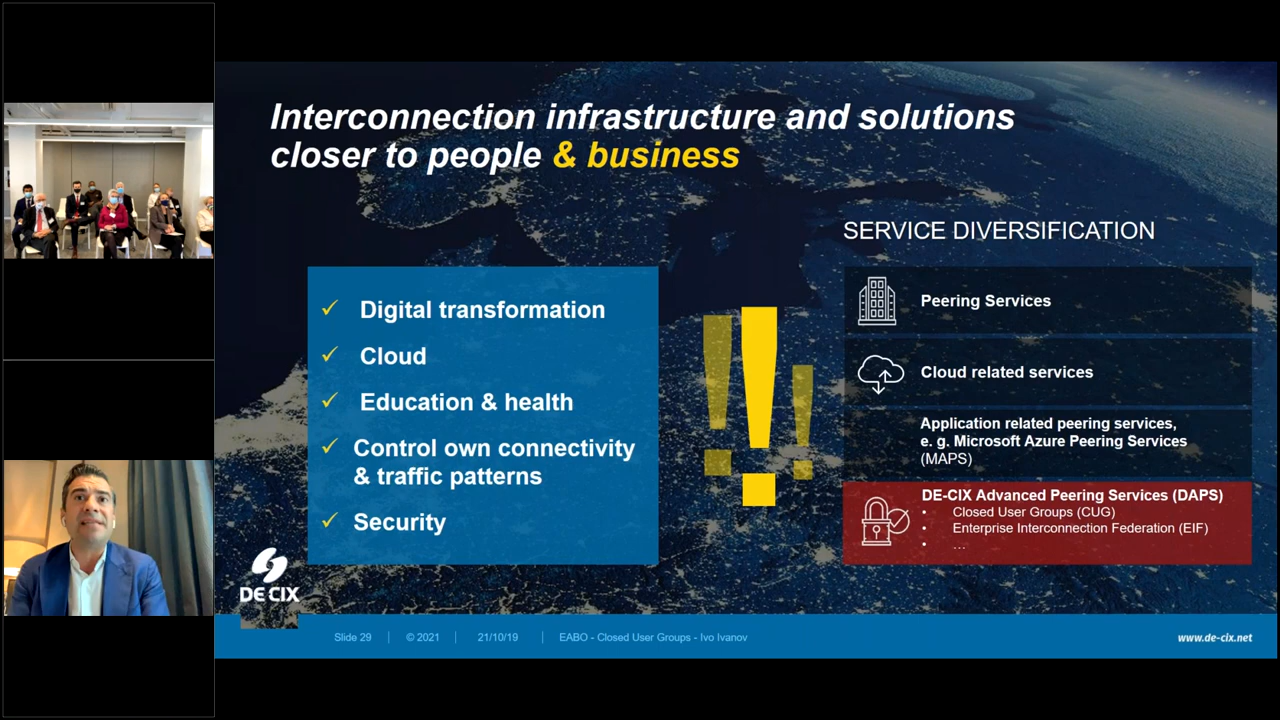 Interconnection infrastructure and solutions
closer to people & business
SERVICE DIVERSIFICATION
✓ Digital transformation
✓ Cloud
✓ Education & health
✓ Control own connectivity
& traffic patterns
✓ Security
Peering Services
Cloud related services
Application related peering services,
e. g. Microsoft Azure Peering Services
(MAPS)
DE-CIX Advanced Peering Services (DAPS)
• Closed User Groups (CUG)
• Enterprise Interconnection Federation (EIF)
• ...
DE CIX
Slide 29 | © 2021 | 21/10/19 | EABO - Closed User Groups - Ivo Ivanov
www.de-cix.net